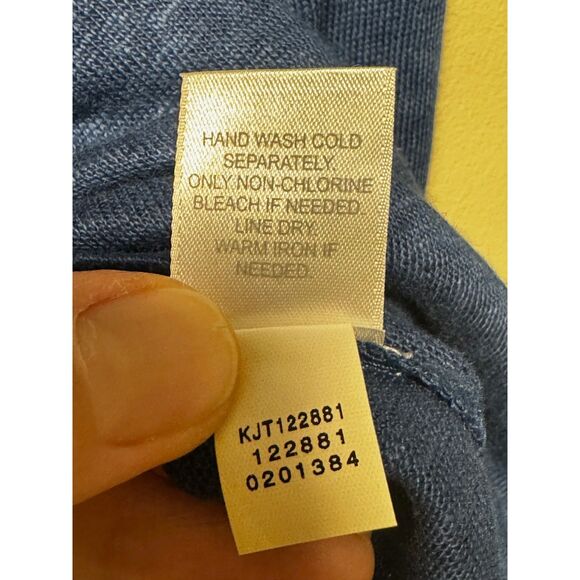 HAND WASH COLD
SEPARATELY.
ONLY NON-CHLORINE
BLEACH IF NEEDED.
LINE DRY.
WARM IRON IF
NEEDED.
KJT122881
122881
0201384